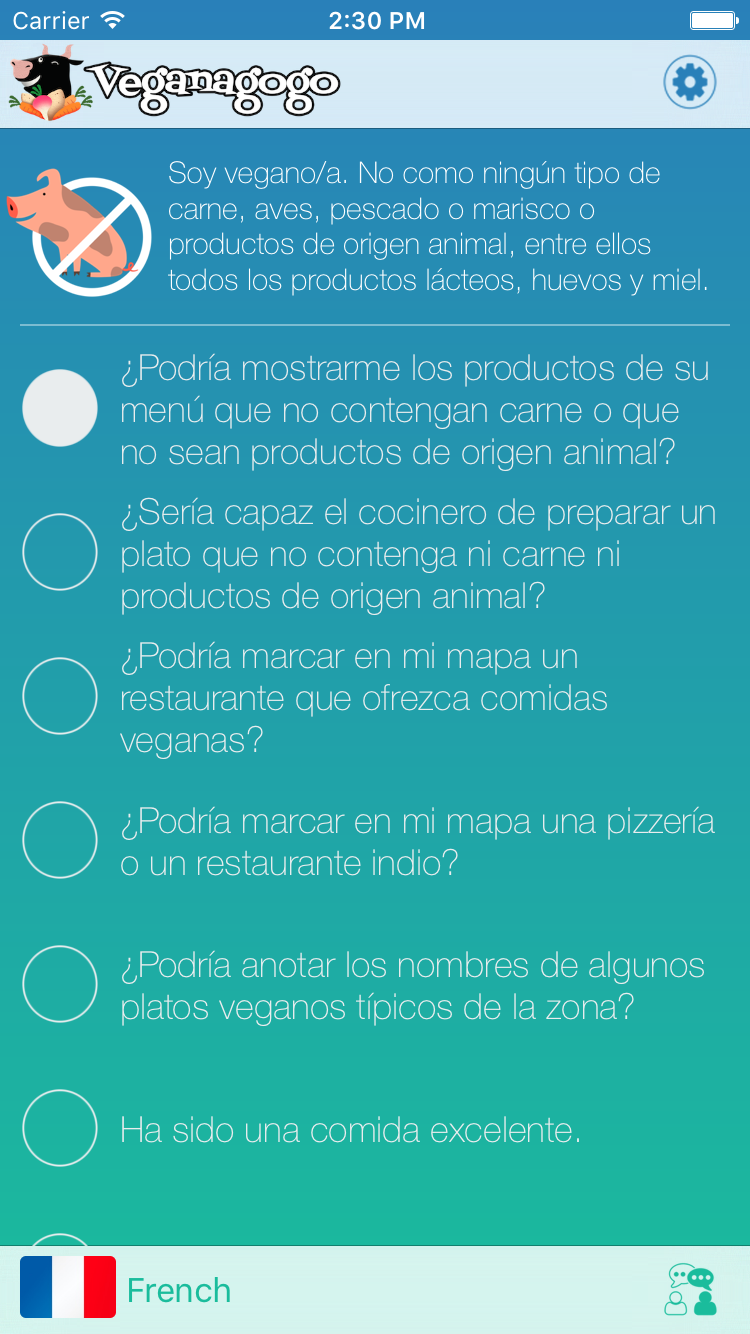 Carrier
2:30 PM
Veganagogo
Soy vegano/a. No como ningún tipo de
carne, aves, pescado o marisco o
productos de origen animal, entre ellos
todos los productos lácteos, huevos y miel.
¿Podría mostrarme los productos de su
menú que no contengan carne o que
no sean productos de origen animal?
¿Sería capaz el cocinero de preparar un
plato que no contenga ni carne ni
productos de origen animal?
¿Podría marcar en mi mapa un
restaurante que ofrezca comidas
veganas?
¿Podría marcar en mi mapa una pizzería
o un restaurante indio?
¿Podría anotar los nombres de algunos
platos veganos típicos de la zona?
Ha sido una comida excelente.
French